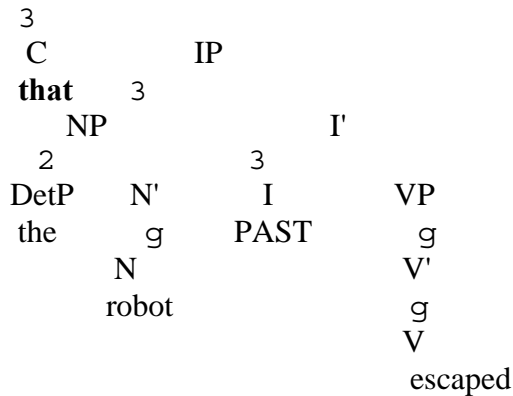 3
C IP
that 3
NP I'
2 3
DetP N' I VP
the g PAST g
N V'
robot g
V
escaped